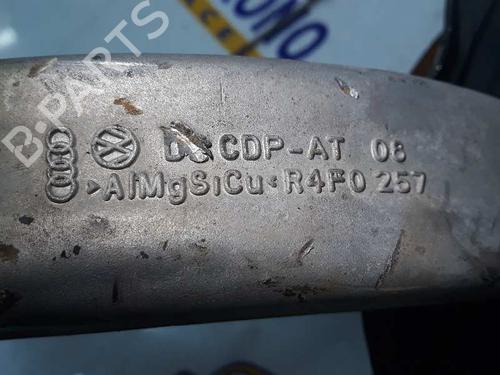 CDP-AT 08
>AlMgSiCu< R4F0 257
B-PARTS